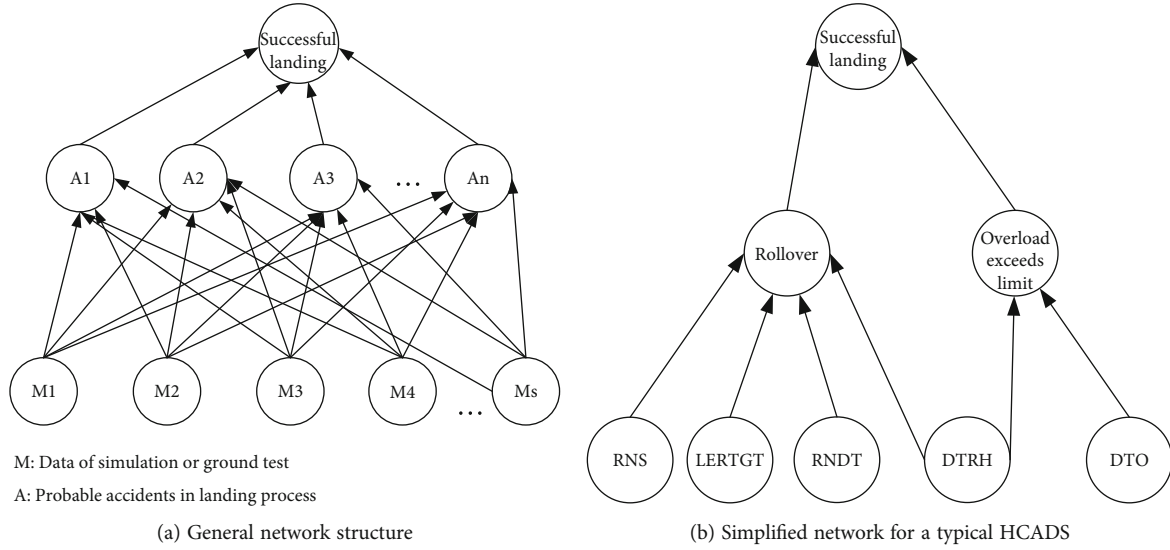 Successful
landing
A1
A2
A3
...
An
M1
M2
M3
M4
...
Ms
M: Data of simulation or ground test
A: Probable accidents in landing process
(a) General network structure
Successful
landing
Rollover
Overload
exceeds
limit
RNS
LERTGT
RNDT
DTRH
DTO
(b) Simplified network for a typical HCADS